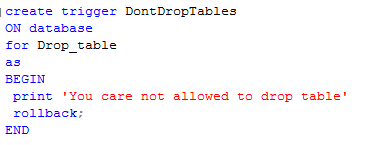 create trigger DontDropTables
ON database
for Drop_table
as
BEGIN
print 'You care not allowed to drop table'
rollback;
END